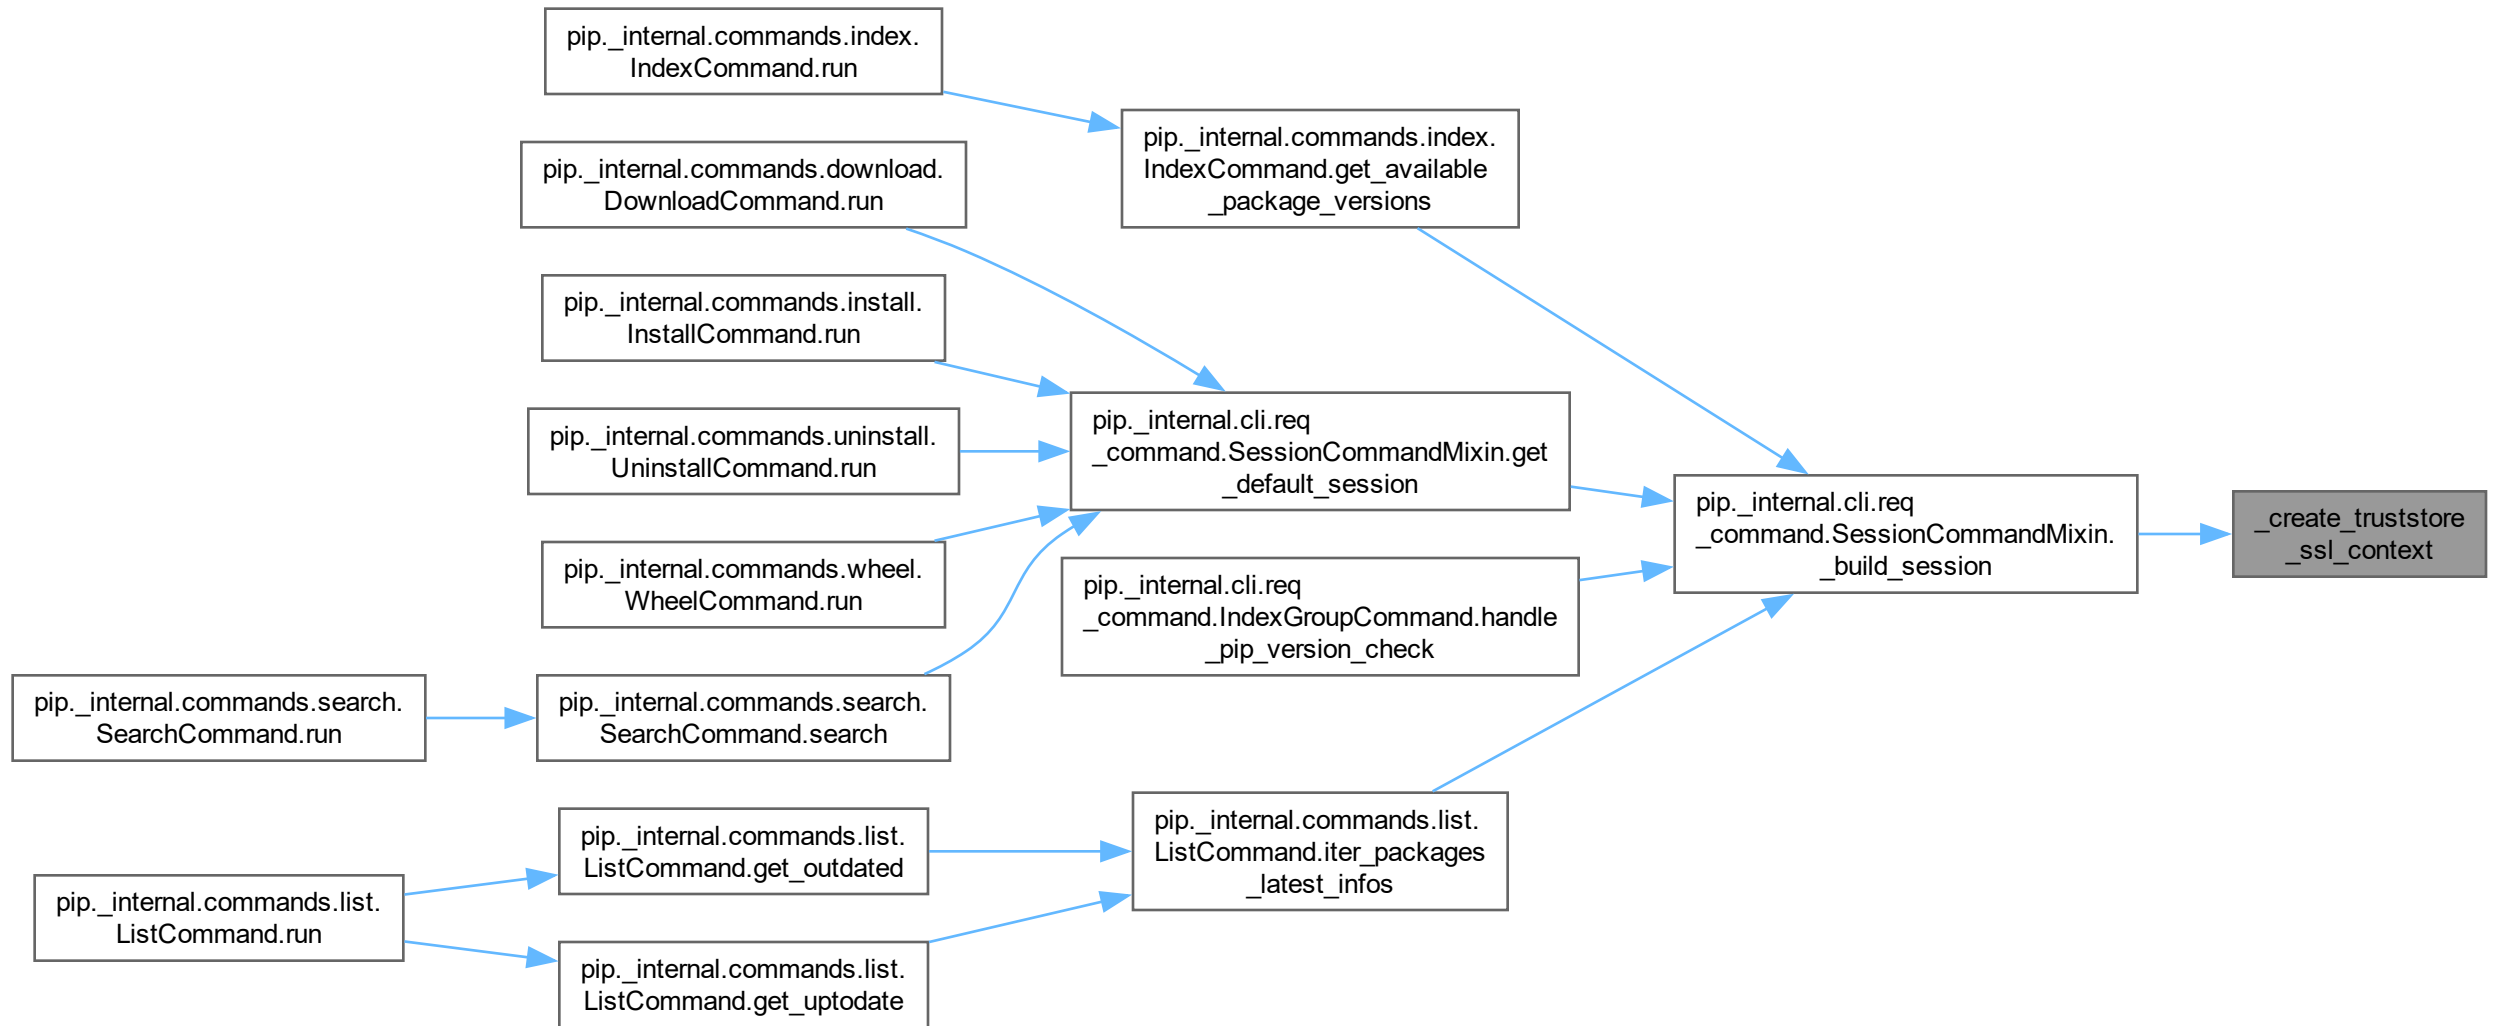 pip._internal.commands.index.
IndexCommand.run
pip._internal.commands.index.
IndexCommand.get_available
_package_versions
pip._internal.commands.download.
DownloadCommand.run
pip._internal.commands.install.
InstallCommand.run
pip._internal.commands.uninstall.
UninstallCommand.run
pip._internal.cli.req
_command.SessionCommandMixin.get
_default_session
pip._internal.cli.req
_command.SessionCommandMixin.
_build_session
_create_truststore
_ssl_context
pip._internal.commands.wheel.
WheelCommand.run
pip._internal.cli.req
_command.IndexGroupCommand.handle
_pip_version_check
pip._internal.commands.search.
SearchCommand.run
pip._internal.commands.search.
SearchCommand.search
pip._internal.commands.list.
ListCommand.get_outdated
pip._internal.commands.list.
ListCommand.iter_packages
_latest_infos
pip._internal.commands.list.
ListCommand.run
pip._internal.commands.list.
ListCommand.get_uptodate